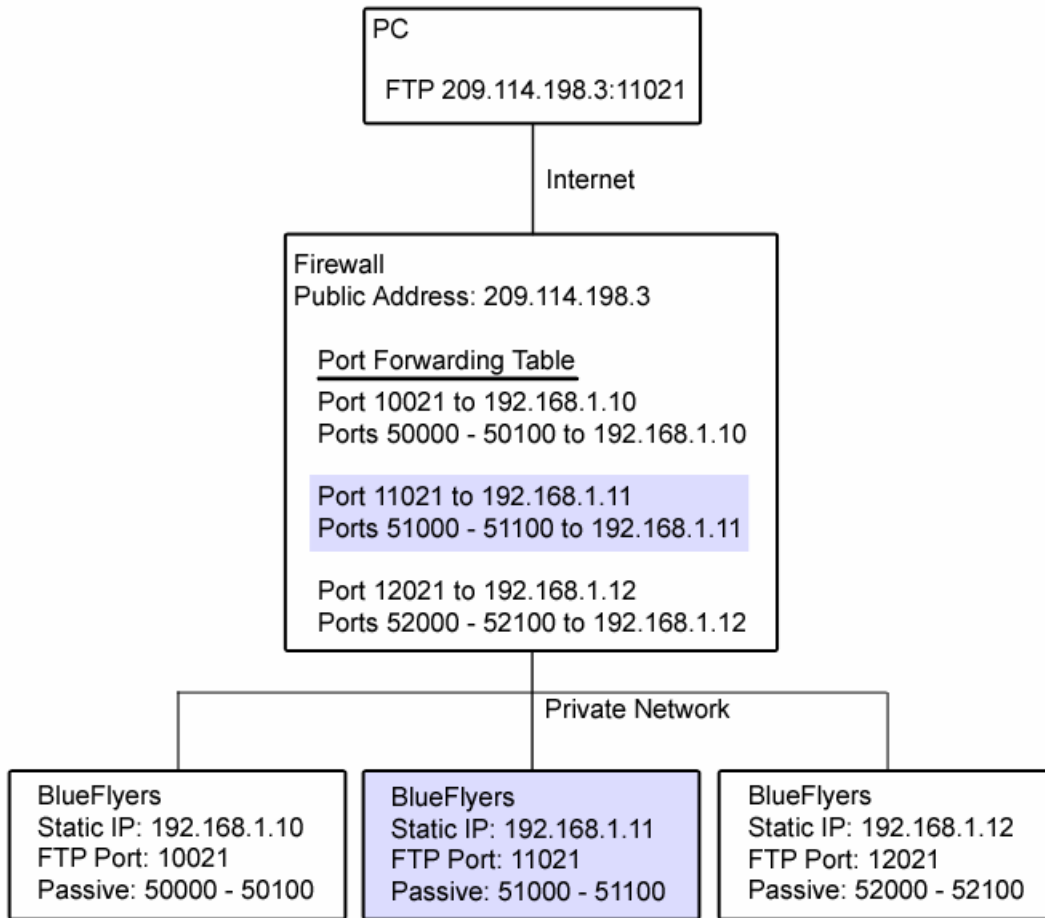 PC
FTP 209.114.198.3:11021
Internet
Firewall
Public Address: 209.114.198.3
Port Forwarding Table
Port 10021 to 192.168.1.10
Ports 50000 - 50100 to 192.168.1.10
Port 11021 to 192.168.1.11
Ports 51000 - 51100 to 192.168.1.11
Port 12021 to 192.168.1.12
Ports 52000 - 52100 to 192.168.1.12
Private Network
BlueFlyers
Static IP: 192.168.1.10
FTP Port: 10021
Passive: 50000 - 50100
BlueFlyers
Static IP: 192.168.1.11
FTP Port: 11021
Passive: 51000 - 51100
BlueFlyers
Static IP: 192.168.1.12
FTP Port: 12021
Passive: 52000 - 52100